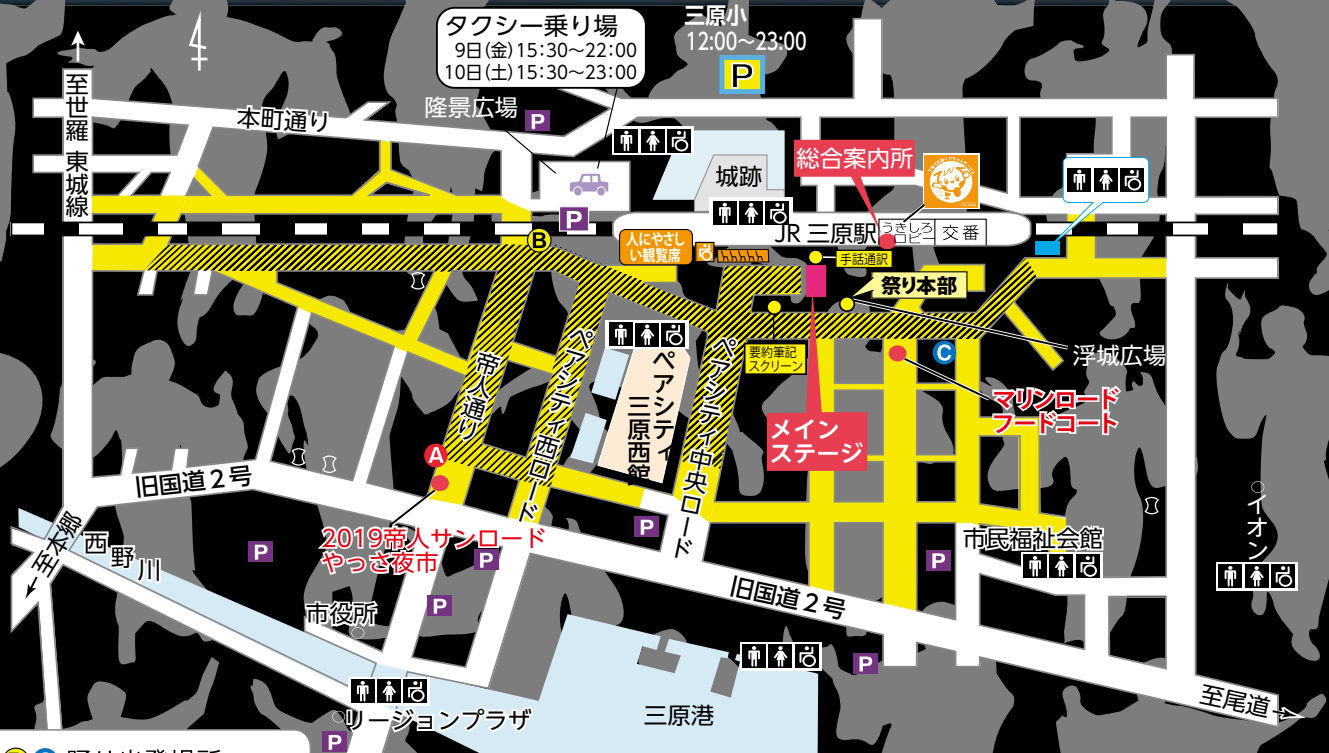 タクシー乗り場
9日(金)15:30〜22:00
10日(土)15:30〜23:00
三原小
12:00〜23:00
P
至世羅 東城線
本町通り
隆景広場
P
城跡
総合案内所
P
JR 三原駅
うきしろ
ロビー
交番
B
人にやさし
い観覧席
手話通訳
祭り本部
要約筆記
スクリーン
浮城広場
C
マリンロード
フードコート
メイン
ステージ
帝人通り
ペアシティ西ロード
ペアシティ
三原西館
ペアシティ中央ロード
A
旧国道2号
2019帝人サンロード
やっさ夜市
P
P
P
P
P
市民福祉会館
イオン
←至本郷
西野川
市役所
P
旧国道2号
リージョンプラザ
P
三原港
至尾道→